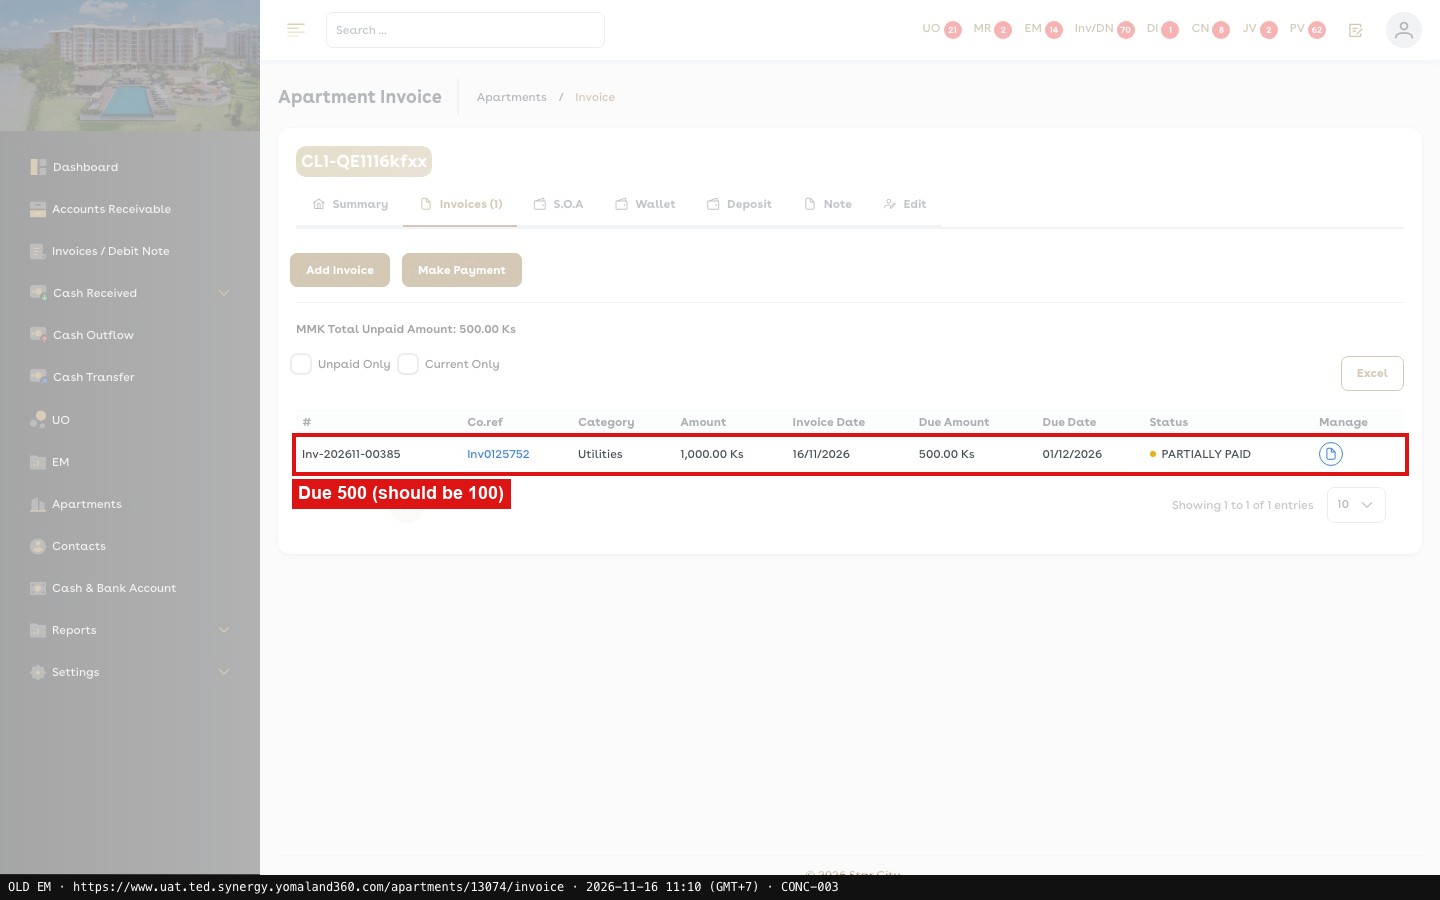 Search ...
UO 21 MR 2 EM 14 Inv/DN 70 DI 1 CN 8 JV 2 PV 62
Apartment Invoice
Apartments / Invoice
Dashboard
Accounts Receivable
Invoices / Debit Note
Cash Received
Cash Outflow
Cash Transfer
UO
EM
Apartments
Contacts
Cash & Bank Account
Reports
Settings
CL1-QE1116kfxx
Summary Invoices (1) S.O.A Wallet Deposit Note Edit
Add Invoice Make Payment
MMK Total Unpaid Amount: 500.00 Ks
Unpaid Only Current Only
Excel
# Co.ref Category Amount Invoice Date Due Amount Due Date Status Manage
Inv-202611-00385 Inv0125752 Utilities 1,000.00 Ks 16/11/2026 500.00 Ks 01/12/2026 PARTIALLY PAID
Due 500 (should be 100)
Showing 1 to 1 of 1 entries 10
© 2026 Star City
OLD EM · https://www.uat.ted.synergy.yomaland360.com/apartments/13074/invoice · 2026-11-16 11:10 (GMT+7) · CONC-003